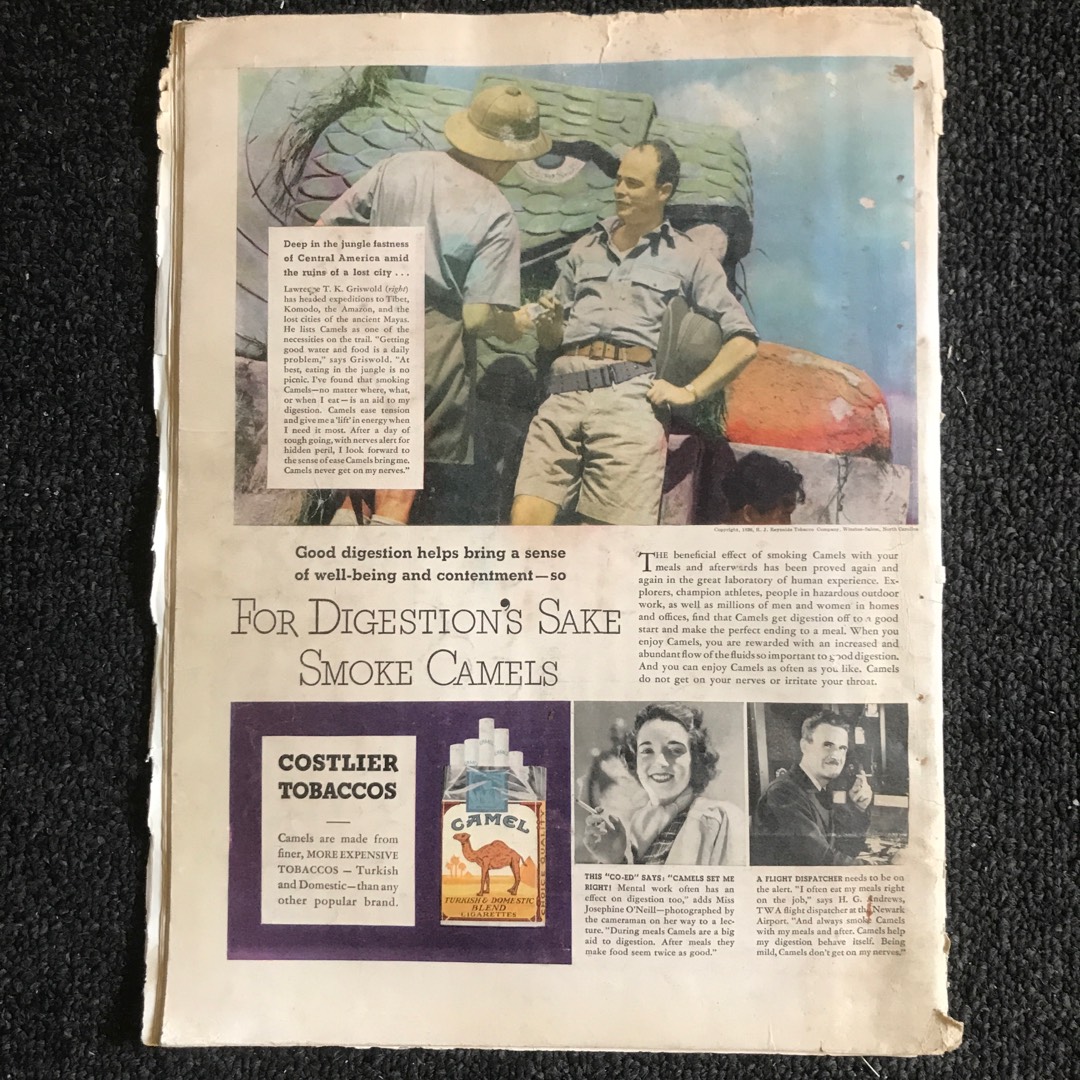 Deep in the jungle fastness
of Central America amid
the ruins of a lost city . . .
Lawrence T. K. Griswold (right)
has headed expeditions to Tibet,
Komodo, the Amazon, and the
lost cities of the ancient Mayas.
He lists Camels as one of the
necessities on the trail. "Getting
good water and food is a daily
problem," says Griswold. "At
best, eating in the jungle is no
picnic. I've found that smoking
Camels—no matter where, what,
or when I eat—is an aid to my
digestion. Camels ease tension
and give me a 'lift' in energy when
I need it most. After a day of
tough going, with nerves alert for
hidden peril, I look forward to
the sense of ease Camels bring me.
Camels never get on my nerves."
Copyright, 1936, R. J. Reynolds Tobacco Company, Winston-Salem, North Carolina
Good digestion helps bring a sense
of well-being and contentment—so
FOR DIGESTION'S SAKE
SMOKE CAMELS
THE beneficial effect of smoking Camels with your
meals and afterwards has been proved again and
again in the great laboratory of human experience. Ex-
plorers, champion athletes, people in hazardous outdoor
work, as well as millions of men and women in homes
and offices, find that Camels get digestion off to a good
start and make the perfect ending to a meal. When you
enjoy Camels, you are rewarded with an increased and
abundant flow of the fluids so important to good digestion.
And you can enjoy Camels as often as you like. Camels
do not get on your nerves or irritate your throat.
COSTLIER
TOBACCOS
Camels are made from
finer, MORE EXPENSIVE
TOBACCOS — Turkish
and Domestic—than any
other popular brand.
CAMEL
TURKISH & DOMESTIC
BLEND
CIGARETTES
CHOICE QUALITY
THIS "CO-ED" SAYS: "CAMELS SET ME
RIGHT! Mental work often has an
effect on digestion too," adds Miss
Josephine O'Neill—photographed by
the cameraman on her way to a lec-
ture. "During meals Camels are a big
aid to digestion. After meals they
make food seem twice as good."
A FLIGHT DISPATCHER needs to be on
the alert. "I often eat my meals right
on the job," says H. G. Andrews,
TWA flight dispatcher at the Newark
Airport. "And always smoke Camels
with my meals and after. Camels help
my digestion behave itself. Being
mild, Camels don't get on my nerves."